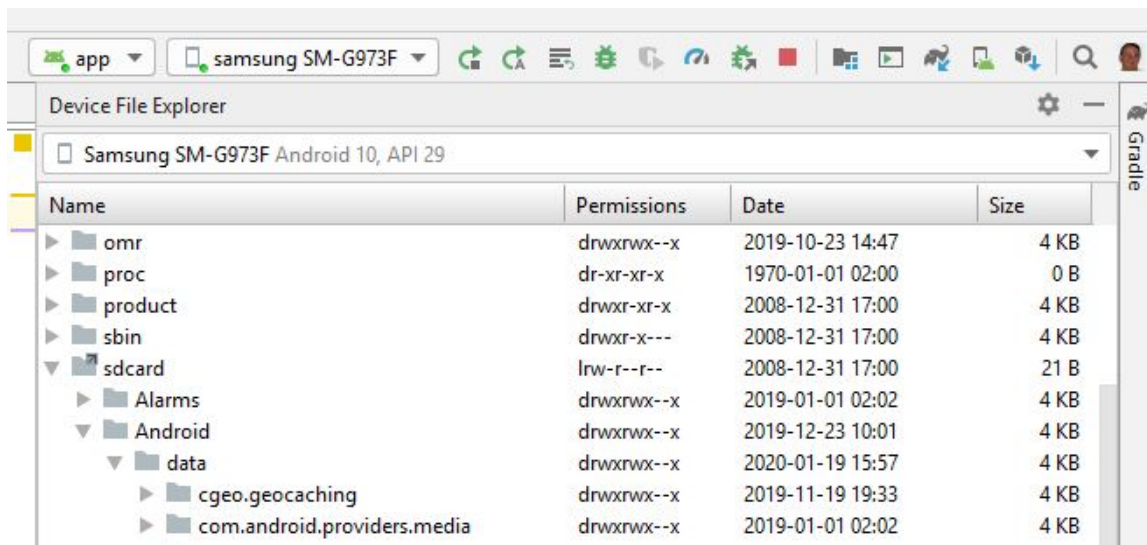 app samsung SM-G973F
Device File Explorer
Samsung SM-G973F Android 10, API 29
Gradle
Name Permissions Date Size
omr drwxrwx--x 2019-10-23 14:47 4 KB
proc dr-xr-xr-x 1970-01-01 02:00 0 B
product drwxr-xr-x 2008-12-31 17:00 4 KB
sbin drwxr-x--- 2008-12-31 17:00 4 KB
sdcard lrw-r--r-- 2008-12-31 17:00 21 B
Alarms drwxrwx--x 2019-01-01 02:02 4 KB
Android drwxrwx--x 2019-12-23 10:01 4 KB
data drwxrwx--x 2020-01-19 15:57 4 KB
cgeo.geocaching drwxrwx--x 2019-11-19 19:33 4 KB
com.android.providers.media drwxrwx--x 2019-01-01 02:02 4 KB